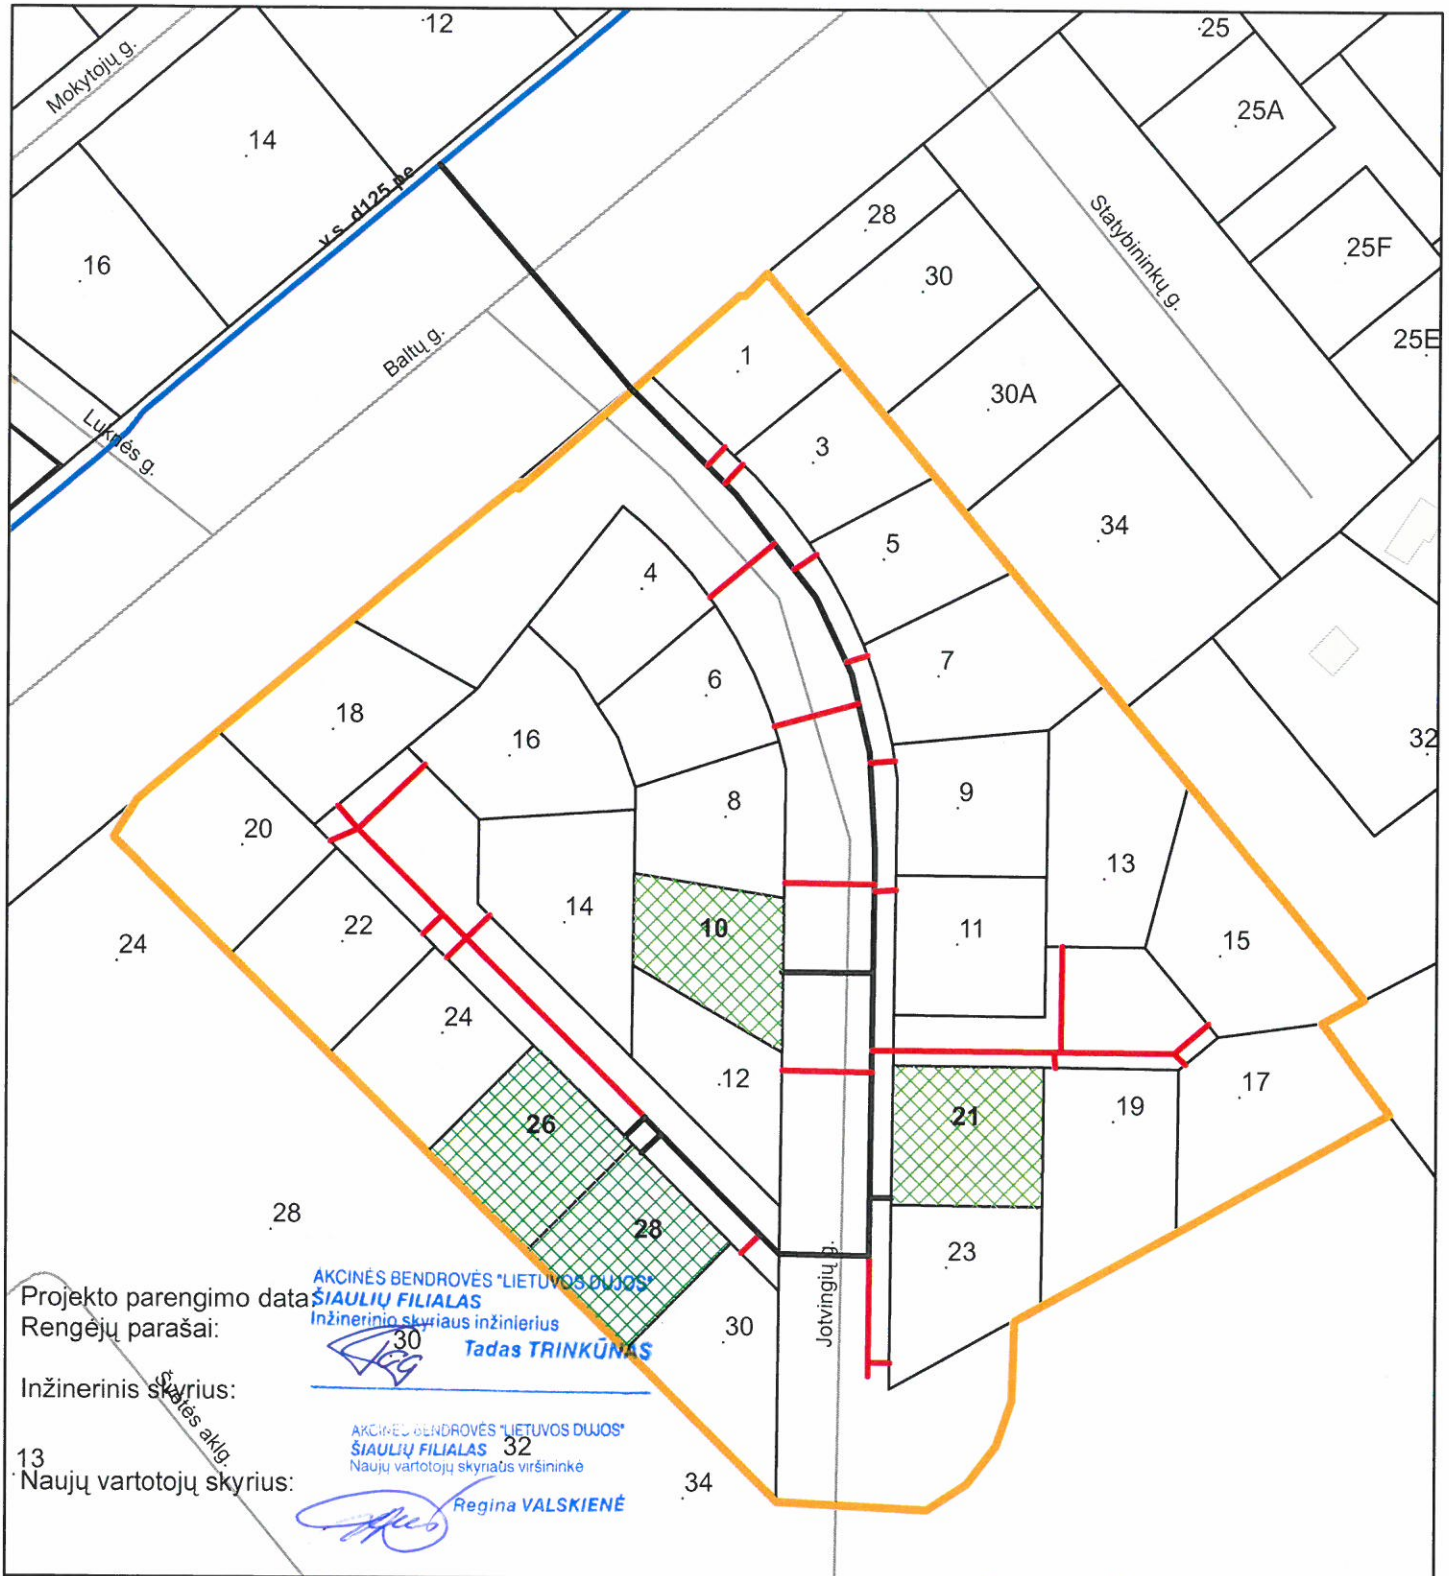 12
25
Mokytojų g.
25A
14
v.s. d125 pe
28
Statybininkų g.
25F
16
30
25E
Baltų g.
1
30A
Luknės g.
3
34
5
4
7
6
18
16
32
9
8
20
13
14
22
10
11
15
24
24
12
17
26
21
19
28
28
23
Jotvingių g.
30
Projekto parengimo data:
AKCINĖS BENDROVĖS "LIETUVOS DUJOS"
ŠIAULIŲ FILIALAS
Inžinerinio skyriaus inžinierius
Rengėjų parašai:
30
Tadas TRINKŪNAS
Inžinerinis skyrius:
Švėtės aklg.
AKCINĖS BENDROVĖS "LIETUVOS DUJOS"
ŠIAULIŲ FILIALAS
32
Naujų vartotojų skyriaus viršininkė
13
Naujų vartotojų skyrius:
34
Regina VALSKIENĖ